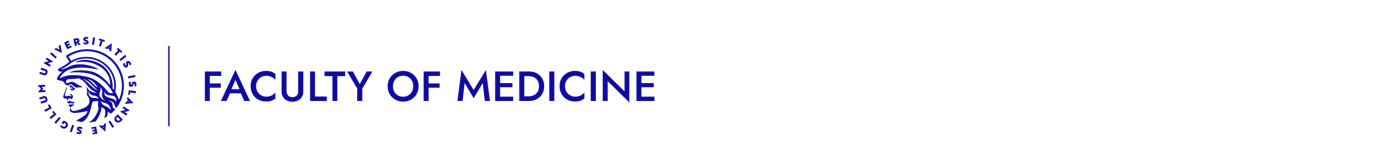 UNIVERSITATIS ISLANDIAE SIGILLUM
FACULTY OF MEDICINE